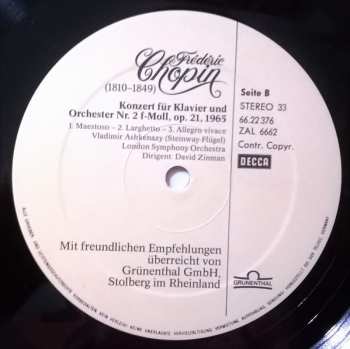 Frédéric
Chopin
(1810–1849)
Konzert für Klavier und
Orchester Nr. 2 f-Moll, op. 21, 1965
1. Maestoso – 2. Larghetto – 3. Allegro vivace
Vladimir Ashkenazy (Steinway-Flügel)
London Symphony Orchestra
Dirigent: David Zinman
Seite B
STEREO 33
66.22 376
ZAL 6662
Contr. Copyr.
DECCA
Mit freundlichen Empfehlungen
überreicht von
Grünenthal GmbH,
Stolberg im Rheinland
GRÜNENTHAL